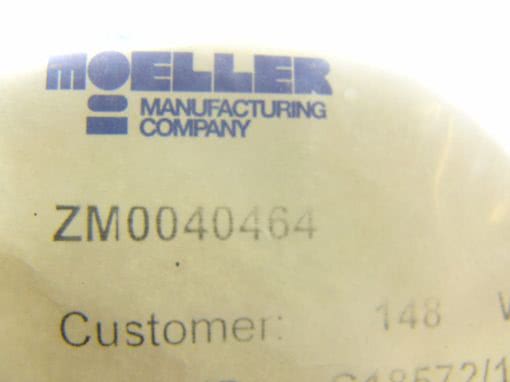 MOELLER
MANUFACTURING
COMPANY
ZM0040464
Customer: 148